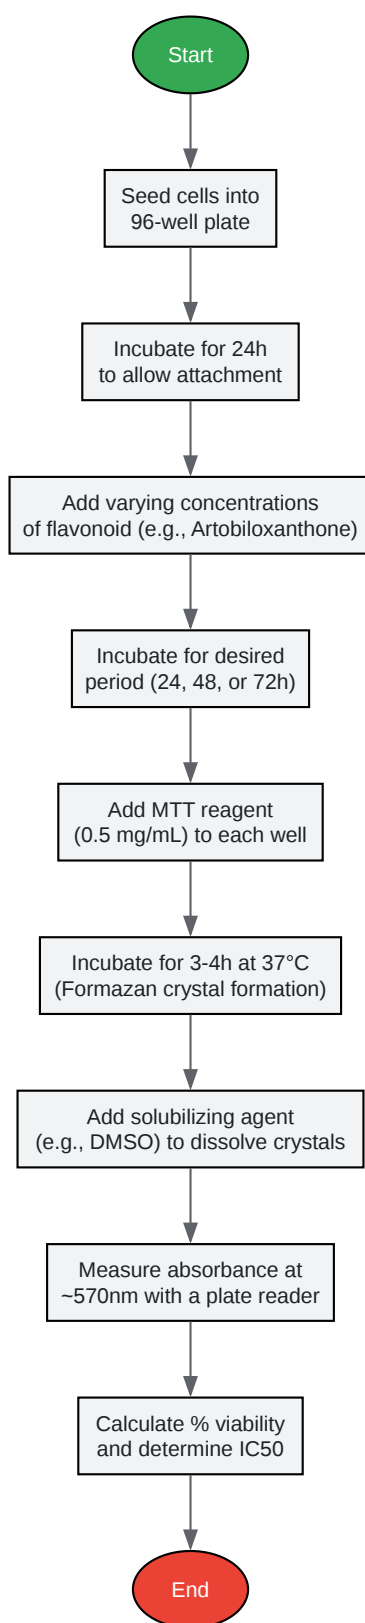 Start
Seed cells into
96-well plate
Incubate for 24h
to allow attachment
Add varying concentrations
of flavonoid (e.g., Artobiloxanthone)
Incubate for desired
period (24, 48, or 72h)
Add MTT reagent
(0.5 mg/mL) to each well
Incubate for 3-4h at 37°C
(Formazan crystal formation)
Add solubilizing agent
(e.g., DMSO) to dissolve crystals
Measure absorbance at
~570nm with a plate reader
Calculate % viability
and determine IC50
End